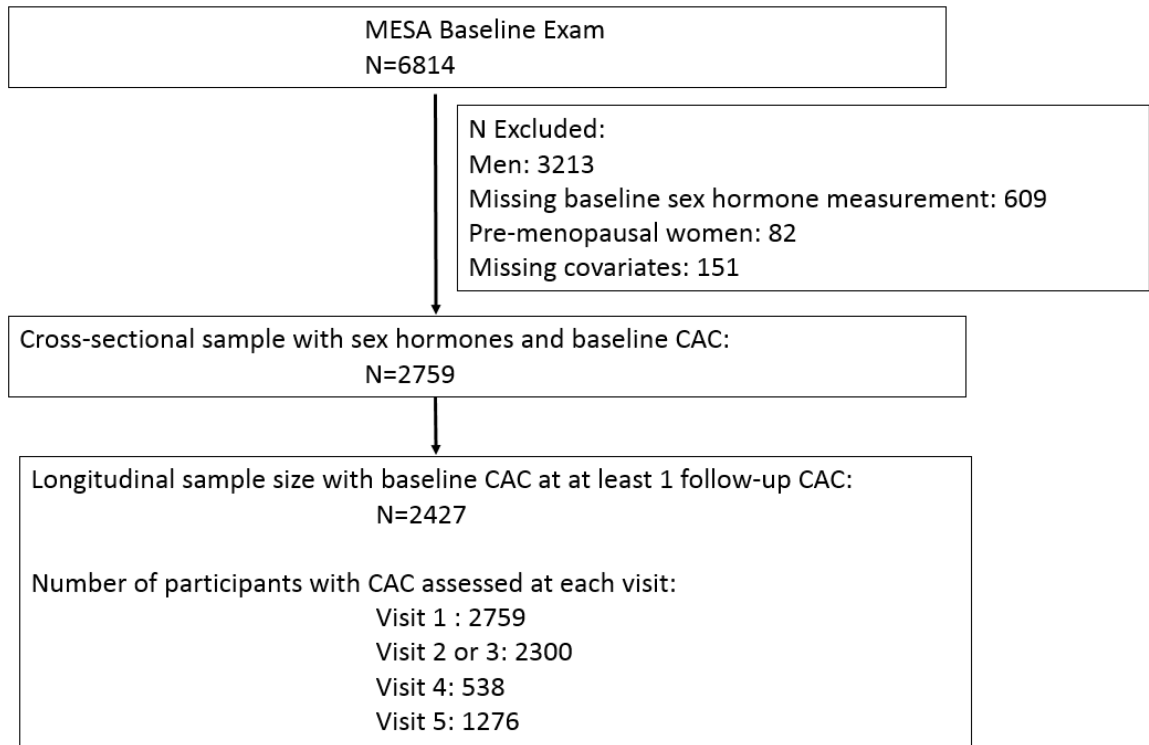 MESA Baseline Exam
N=6814
N Excluded:
Men: 3213
Missing baseline sex hormone measurement: 609
Pre-menopausal women: 82
Missing covariates: 151
Cross-sectional sample with sex hormones and baseline CAC:
N=2759
Longitudinal sample size with baseline CAC at at least 1 follow-up CAC:
N=2427
Number of participants with CAC assessed at each visit:
Visit 1 : 2759
Visit 2 or 3: 2300
Visit 4: 538
Visit 5: 1276